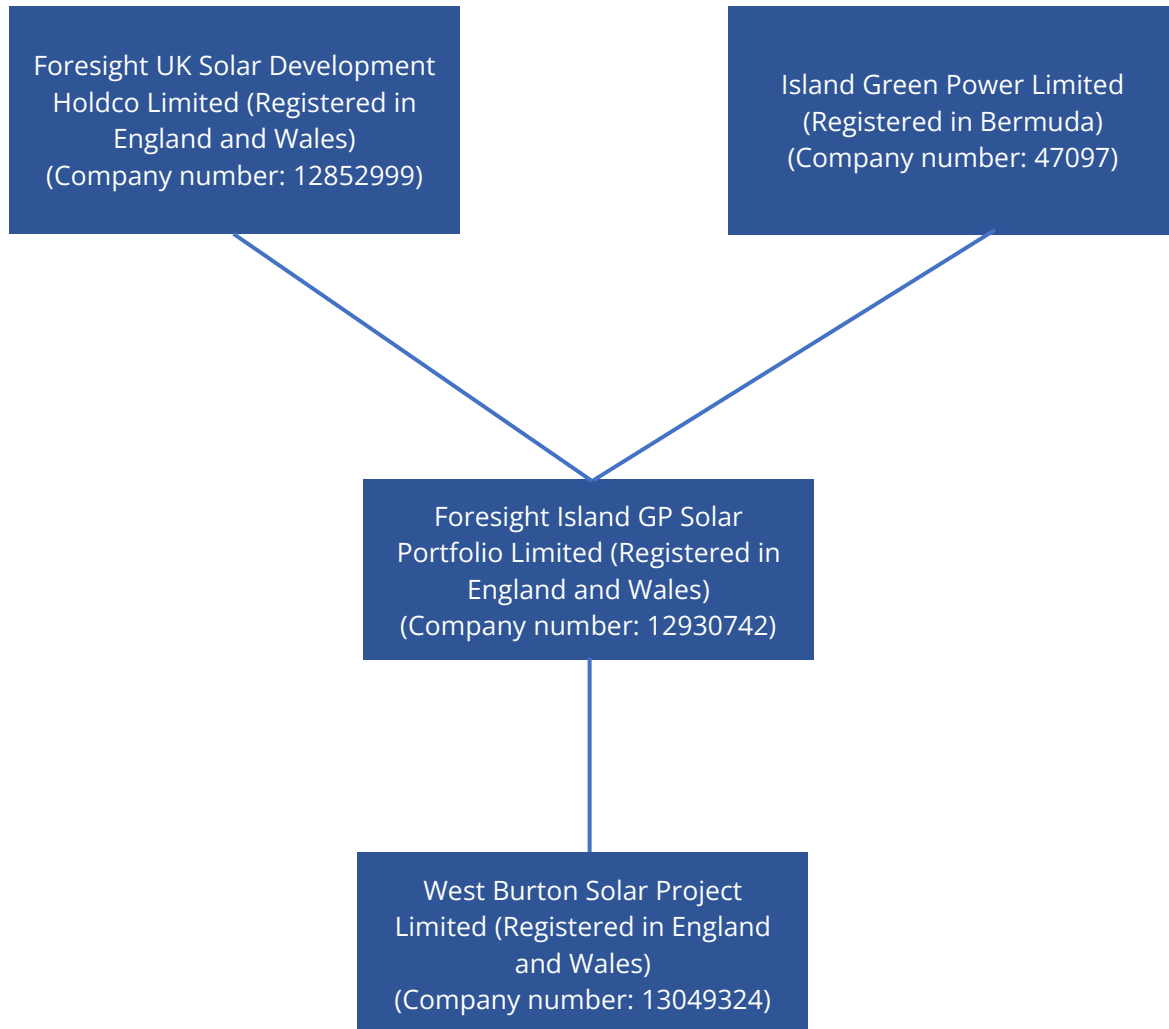 Foresight UK Solar Development
Holdco Limited (Registered in
England and Wales)
(Company number: 12852999)
Island Green Power Limited
(Registered in Bermuda)
(Company number: 47097)
Foresight Island GP Solar
Portfolio Limited (Registered in
England and Wales)
(Company number: 12930742)
West Burton Solar Project
Limited (Registered in England
and Wales)
(Company number: 13049324)